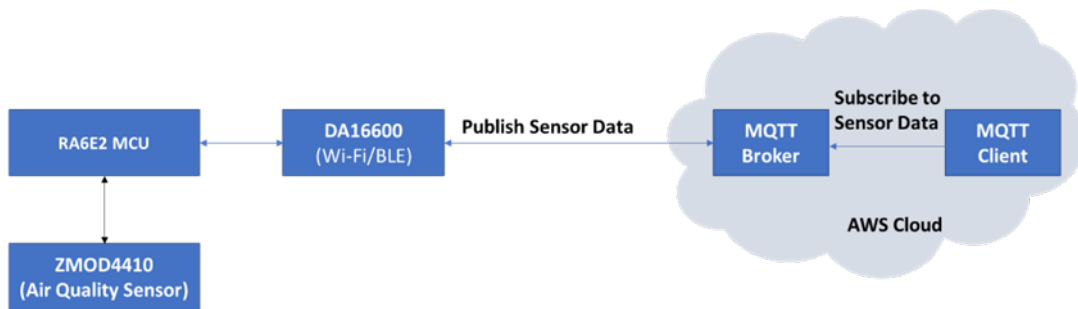 RA6E2 MCU
DA16600
(Wi-Fi/BLE)
Publish Sensor Data
MQTT
Broker
Subscribe to
Sensor Data
MQTT
Client
AWS Cloud
ZMOD4410
(Air Quality Sensor)